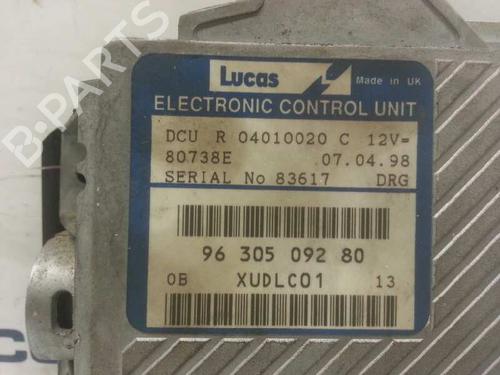 Lucas
Made in UK
ELECTRONIC CONTROL UNIT
DCU R 04010020 C 12V=
80738E 07.04.98
SERIAL No 83617 DRG
96 305 092 80
0B XUDLC01 13
B-PARTS